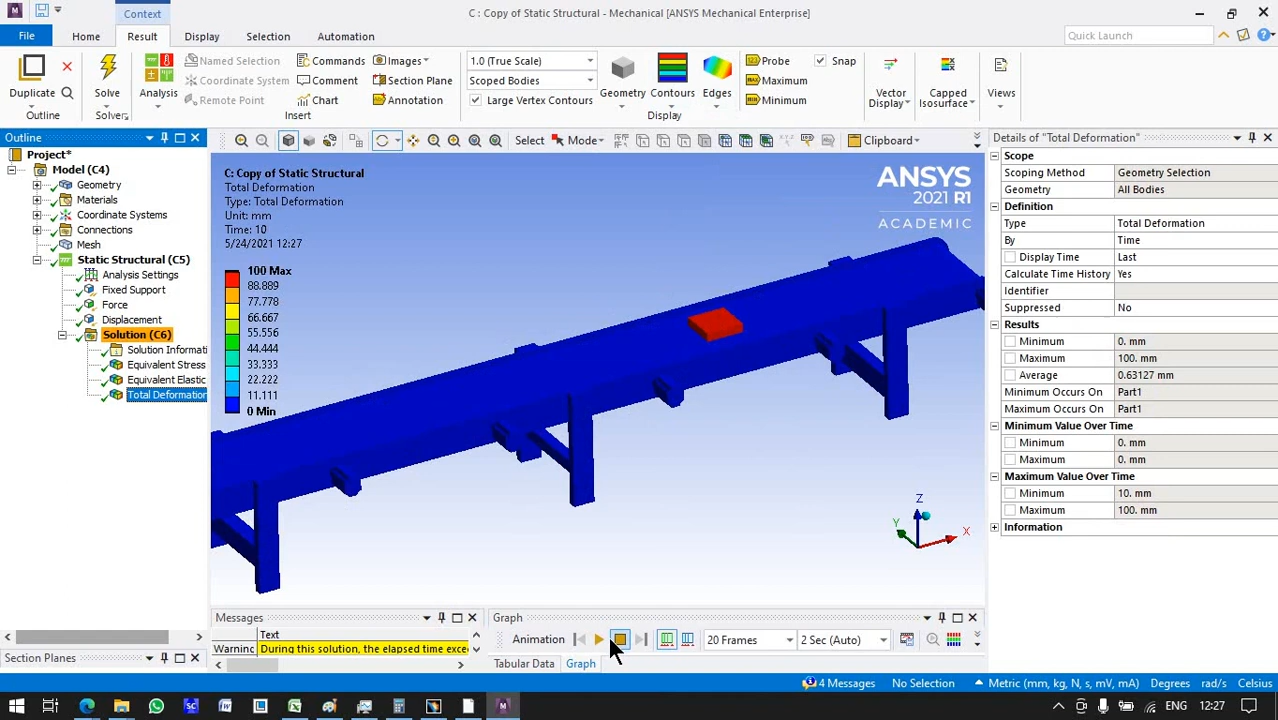 C : Copy of Static Structural - Mechanical [ANSYS Mechanical Enterprise]
Context
File Home Result Display Selection Automation
Quick Launch
Duplicate
Outline
Solve
Solver
Analysis
Named Selection
Coordinate System
Remote Point
Commands
Comment
Chart
Images
Section Plane
Annotation
Insert
1.0 (True Scale)
Scoped Bodies
Large Vertex Contours
Geometry
Contours
Edges
Probe
Maximum
Minimum
Snap
Display
Vector
Display
Capped
Isosurface
Views
Outline
Select Mode
Clipboard
Project*
Model (C4)
Geometry
Materials
Coordinate Systems
Connections
Mesh
Static Structural (C5)
Analysis Settings
Fixed Support
Force
Displacement
Solution (C6)
Solution Informati
Equivalent Stress
Equivalent Elastic
Total Deformation
Section Planes
C: Copy of Static Structural
Total Deformation
Type: Total Deformation
Unit: mm
Time: 10
5/24/2021 12:27
100 Max
88.889
77.778
66.667
55.556
44.444
33.333
22.222
11.111
0 Min
ANSYS
2021 R1
ACADEMIC
Z
Y
X
Details of "Total Deformation"
Scope
Scoping Method Geometry Selection
Geometry All Bodies
Definition
Type Total Deformation
By Time
Display Time Last
Calculate Time History Yes
Identifier
Suppressed No
Results
Minimum 0. mm
Maximum 100. mm
Average 0.63127 mm
Minimum Occurs On Part1
Maximum Occurs On Part1
Minimum Value Over Time
Minimum 0. mm
Maximum 0. mm
Maximum Value Over Time
Minimum 10. mm
Maximum 100. mm
Information
Messages
Text
Warninc During this solution, the elapsed time exce
Graph
Animation 20 Frames 2 Sec (Auto)
Tabular Data Graph
4 Messages No Selection Metric (mm, kg, N, s, mV, mA) Degrees rad/s Celsius
ENG 12:27